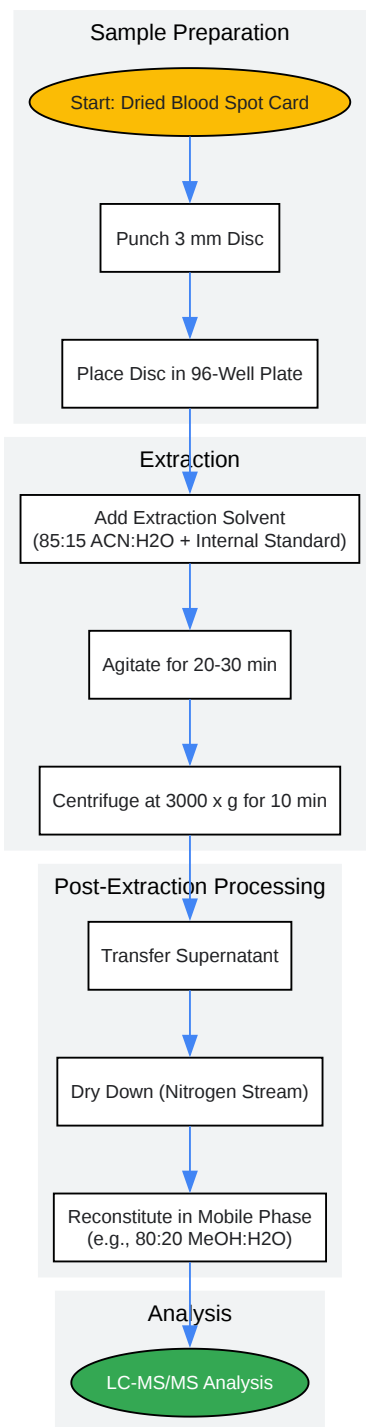 Sample Preparation
Start: Dried Blood Spot Card
Punch 3 mm Disc
Place Disc in 96-Well Plate
Extraction
Add Extraction Solvent
(85:15 ACN:H2O + Internal Standard)
Agitate for 20-30 min
Centrifuge at 3000 x g for 10 min
Post-Extraction Processing
Transfer Supernatant
Dry Down (Nitrogen Stream)
Reconstitute in Mobile Phase
(e.g., 80:20 MeOH:H2O)
Analysis
LC-MS/MS Analysis